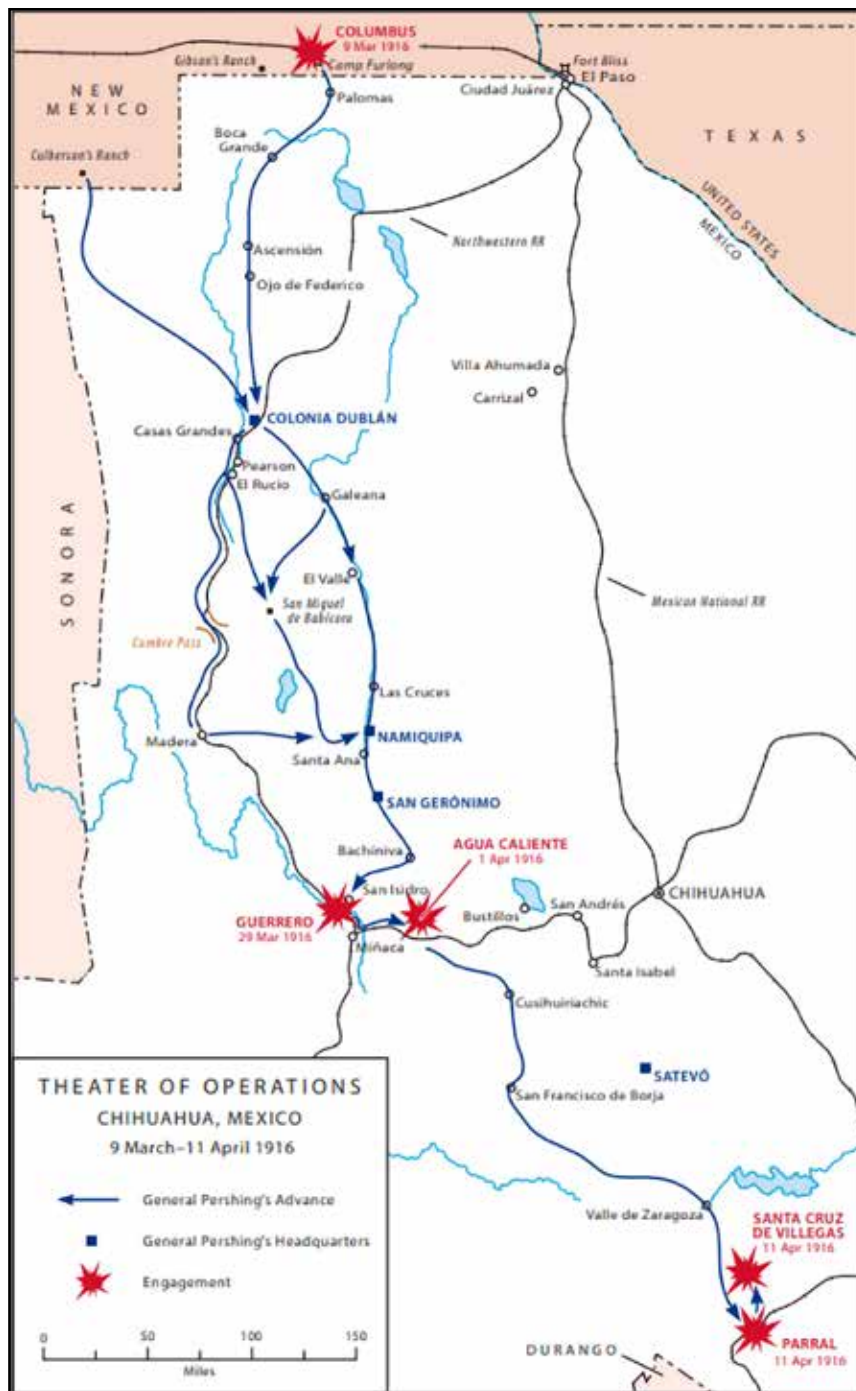 COLUMBUS
9 Mar 1916
Gibson's Ranch
Camp Furlong
Fort Bliss
El Paso
Ciudad Juárez
NEW
MEXICO
Palomas
TEXAS
Boca
Grande
Culberson's Ranch
UNITED STATES
MEXICO
Northwestern RR
Ascensión
Ojo de Federico
Villa Ahumada
Carrizal
COLONIA DUBLÁN
Casas Grandes
Pearson
El Rucio
Galeana
SONORA
El Valle
San Miguel
de Babícora
Mexican National RR
Cumbre Pass
Las Cruces
Madera
NAMIQUIPA
Santa Ana
SAN GERÓNIMO
Bachíniva
AGUA CALIENTE
1 Apr 1916
San Isidro
CHIHUAHUA
GUERRERO
29 Mar 1916
Bustillos
San Andrés
Miñaca
Santa Isabel
Cusihuiriachic
SATEVÓ
San Francisco de Borja
THEATER OF OPERATIONS
CHIHUAHUA, MEXICO
9 March–11 April 1916
General Pershing's Advance
General Pershing's Headquarters
Engagement
0 50 100 150
Miles
Valle de Zaragoza
SANTA CRUZ
DE VILLEGAS
11 Apr 1916
PARRAL
11 Apr 1916
DURANGO